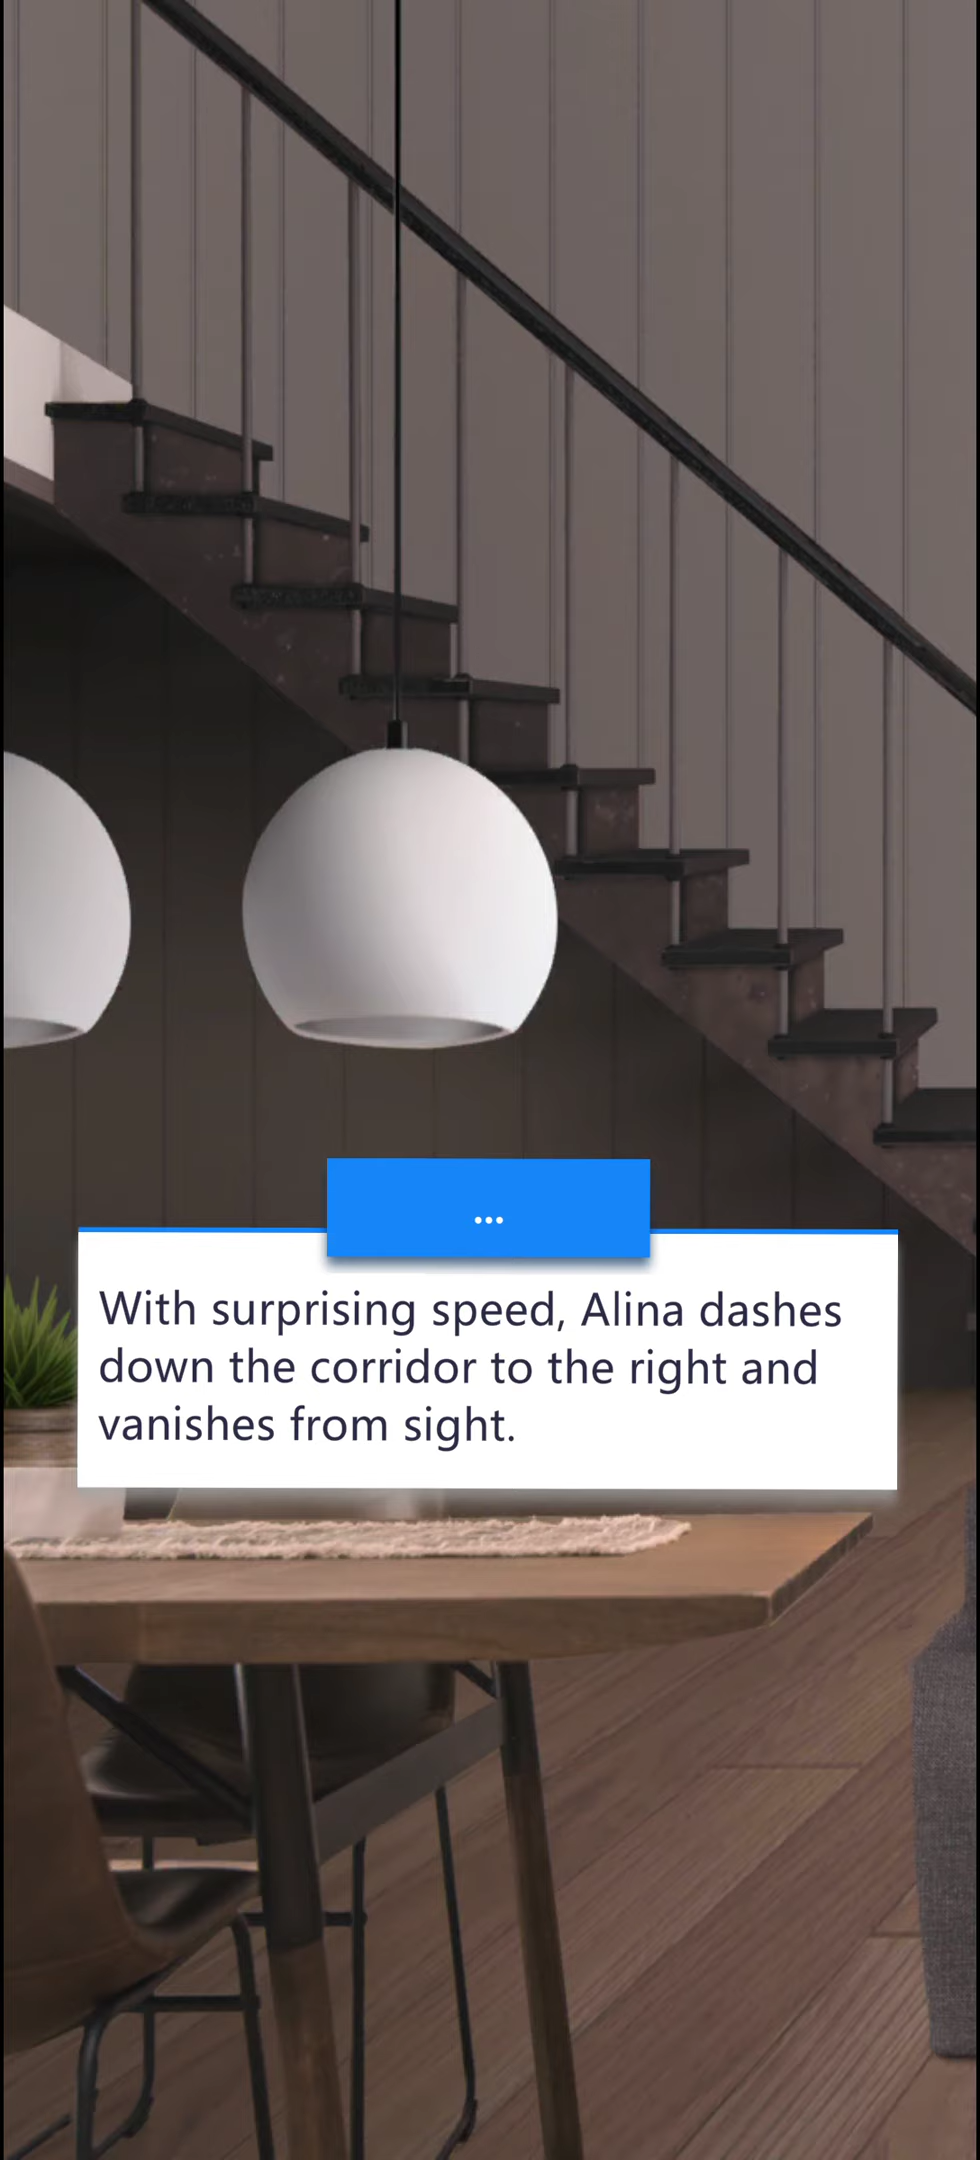 ...
With surprising speed, Alina dashes
down the corridor to the right and
vanishes from sight.